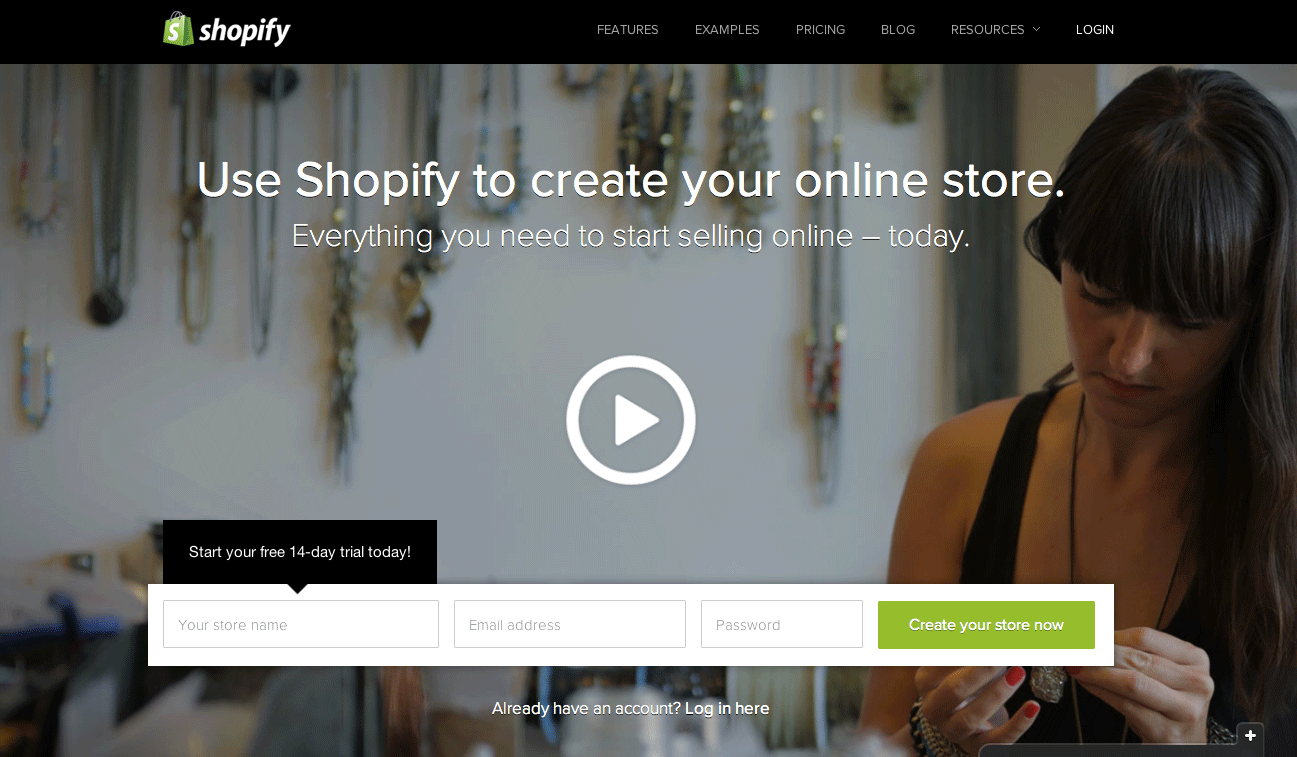 shopify
FEATURES
EXAMPLES
PRICING
BLOG
RESOURCES
LOGIN
Use Shopify to create your online store.
Everything you need to start selling online – today.
Start your free 14-day trial today!
Your store name
Email address
Password
Create your store now
Already have an account? Log in here